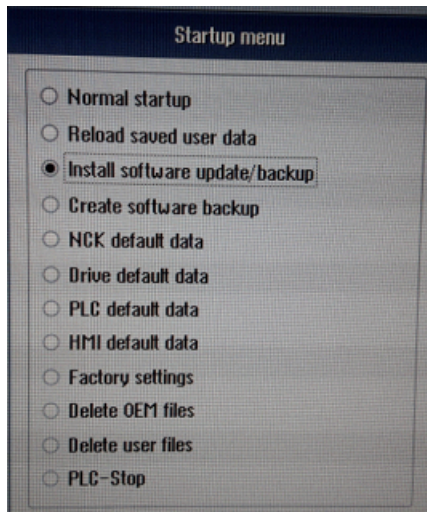 Startup menu
Normal startup
Reload saved user data
Install software update/backup
Create software backup
NCK default data
Drive default data
PLC default data
HMI default data
Factory settings
Delete OEM files
Delete user files
PLC-Stop